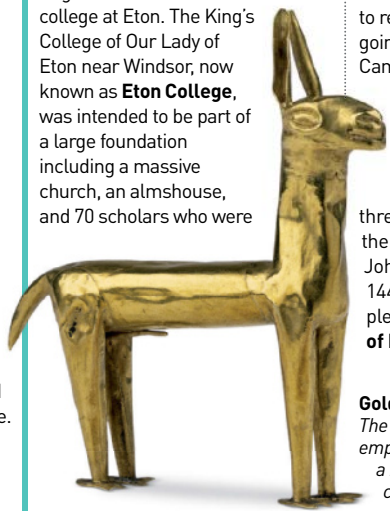 college at Eton. The King's
College of Our Lady of
Eton near Windsor, now
known as Eton College,
was intended to be part of
a large foundation
including a massive
church, an almshouse,
and 70 scholars who were
e.
to re
goin
Can
thre
the
Joh
144
ple
of
Gold
The
emp
a